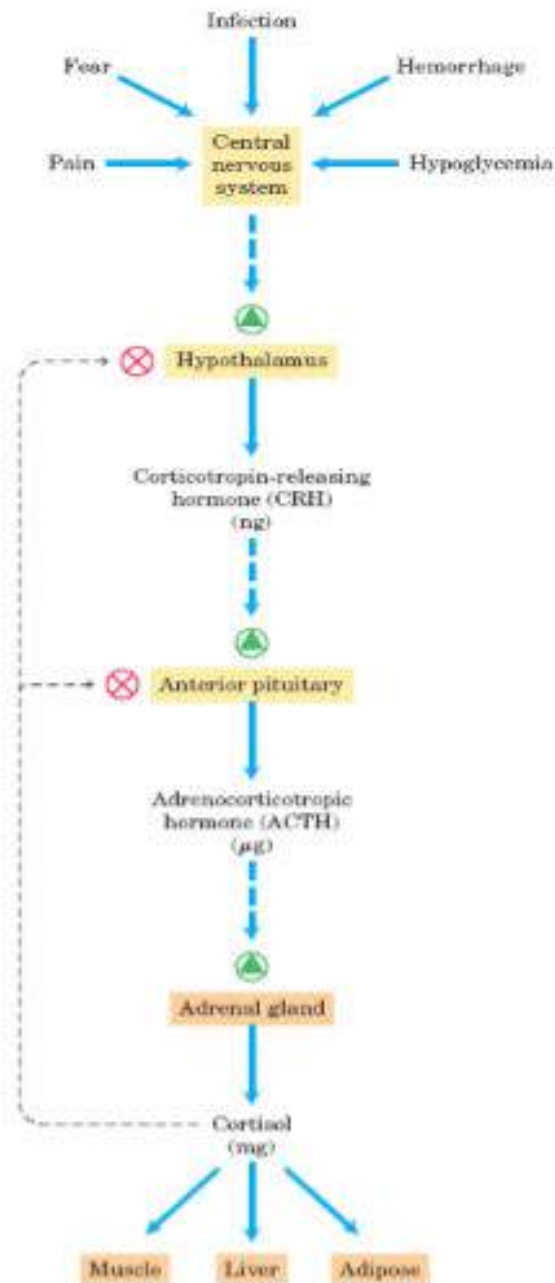 Infection
Fear
Hemorrhage
Central
nervous
system
Pain
Hypoglycemia
Hypothalamus
Corticotropin-releasing
hormone (CRH)
(ng)
Anterior pituitary
Adrenocorticotropic
hormone (ACTH)
(μg)
Adrenal gland
Cortisol
(mg)
Muscle
Liver
Adipose